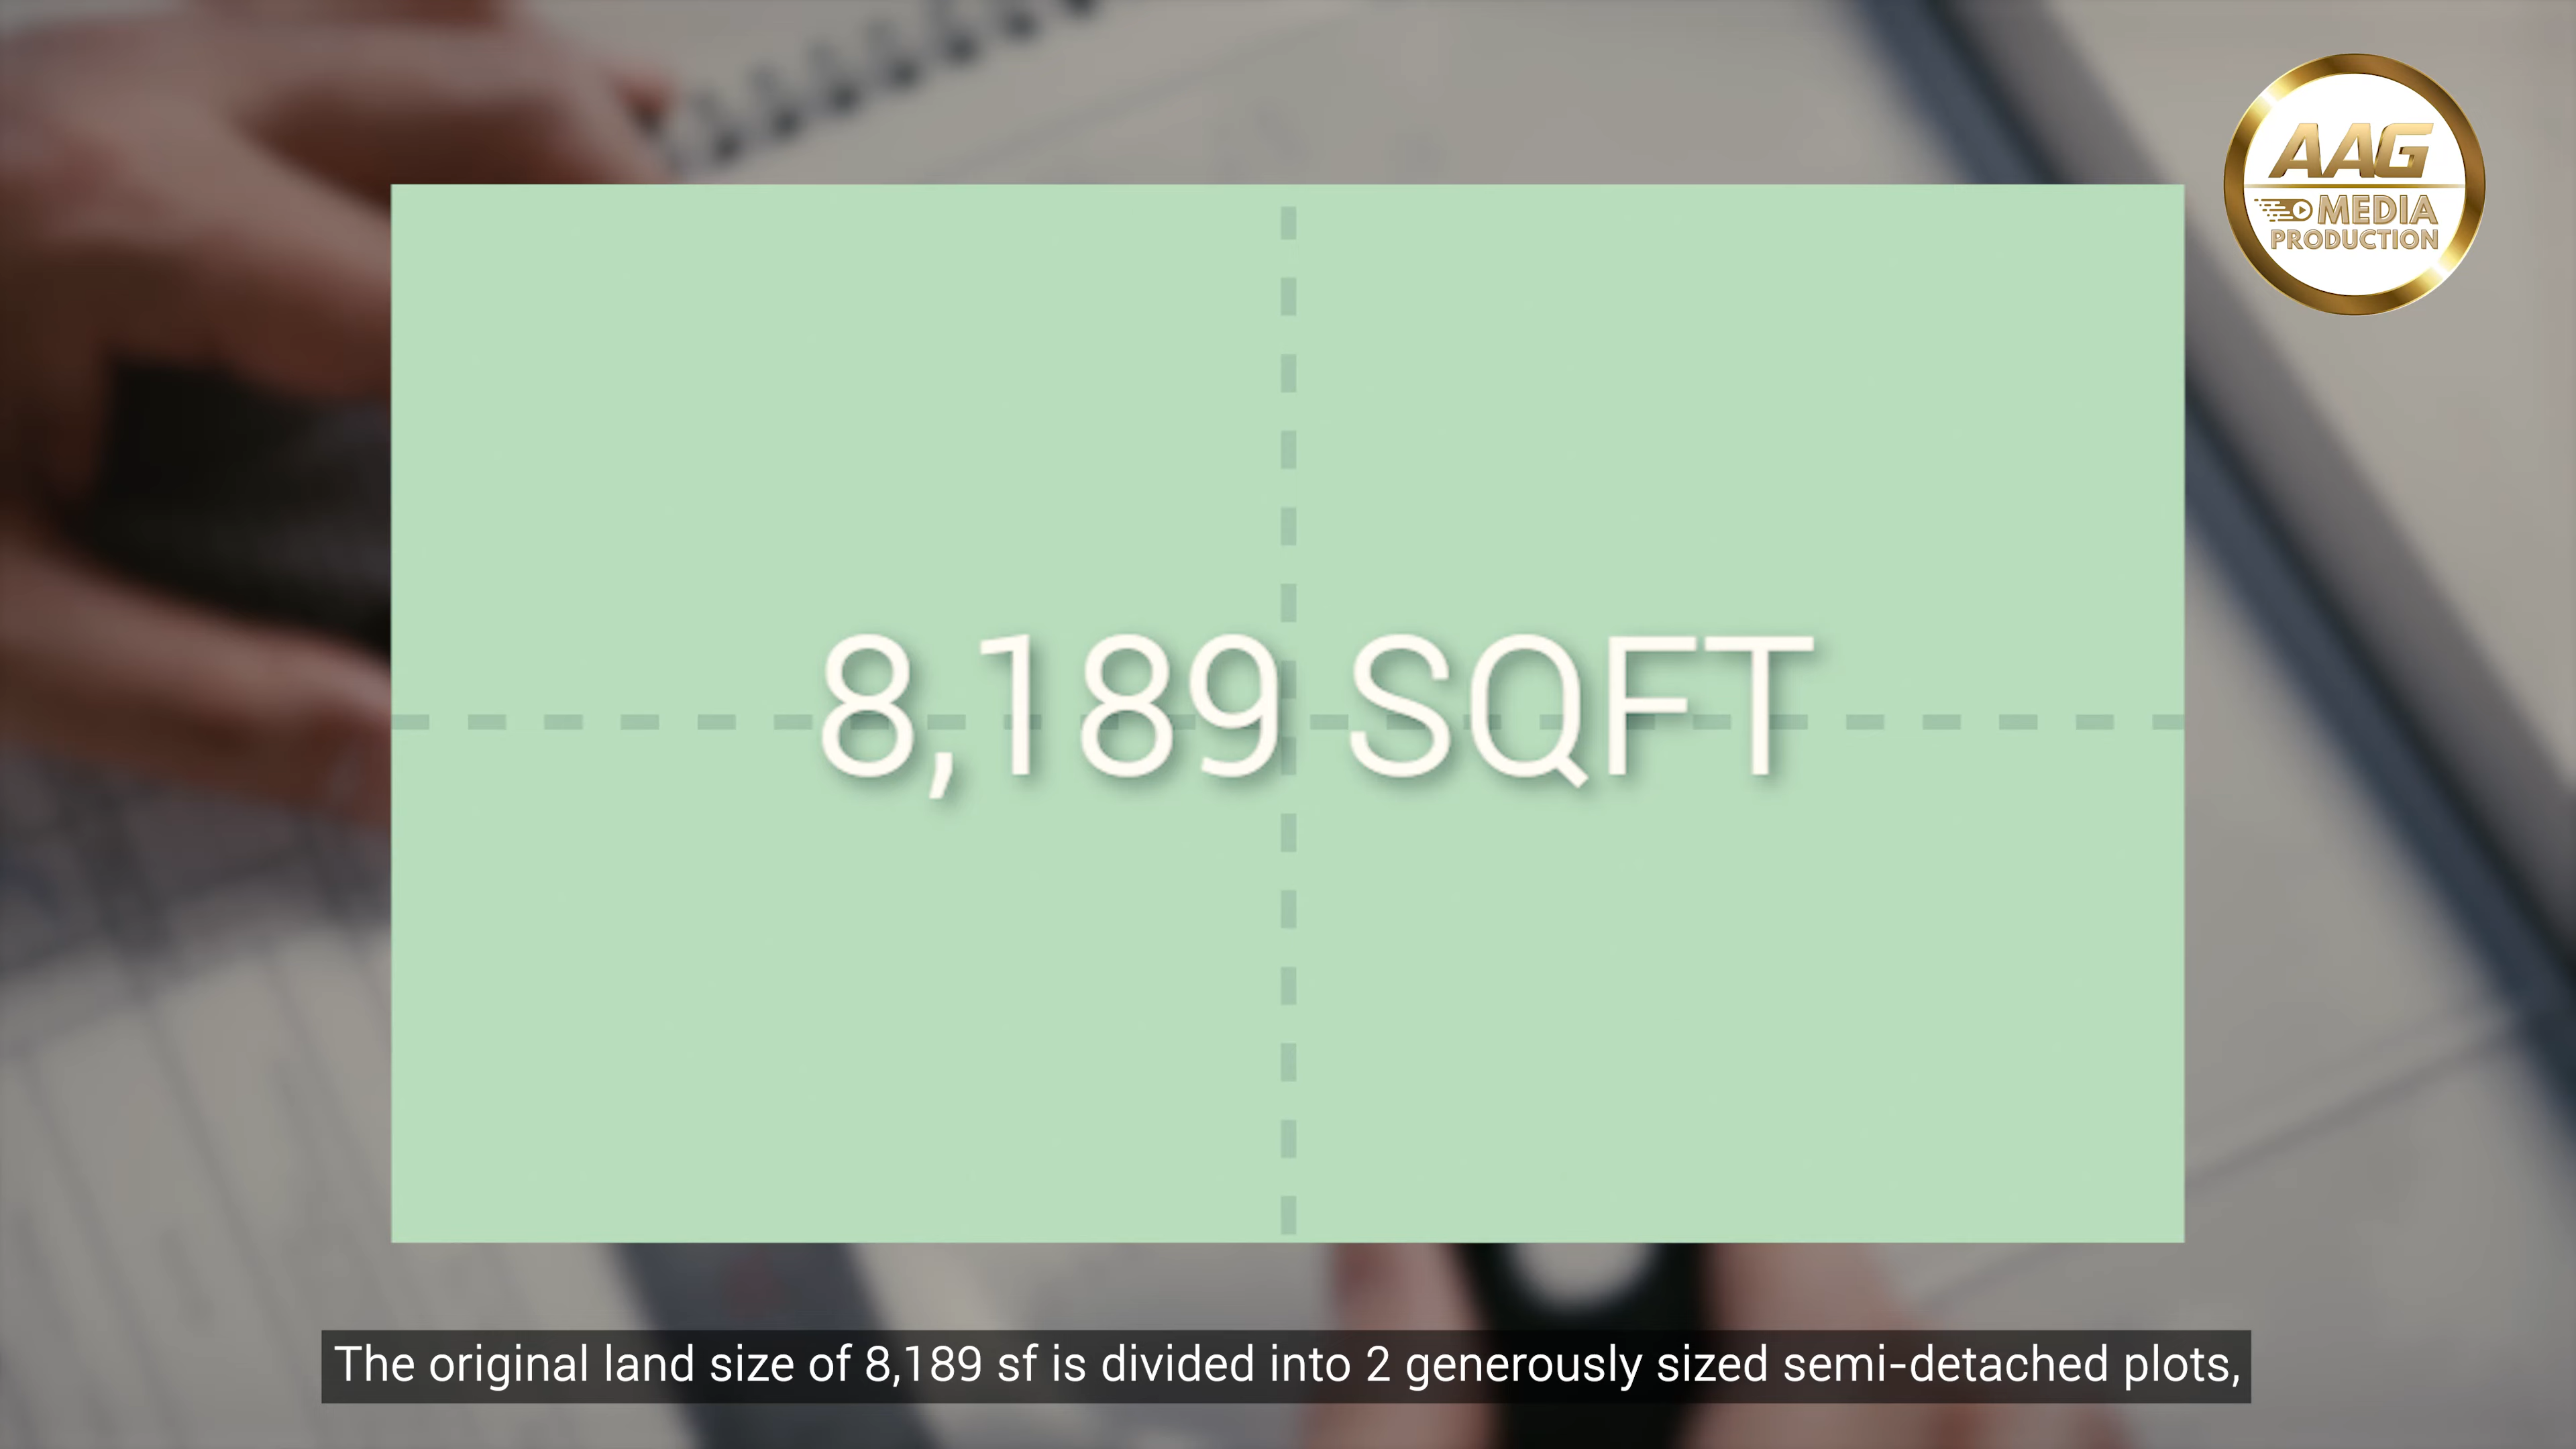 AAG
MEDIA
PRODUCTION
8,189 SQFT
The original land size of 8,189 sf is divided into 2 generously sized semi-detached plots,